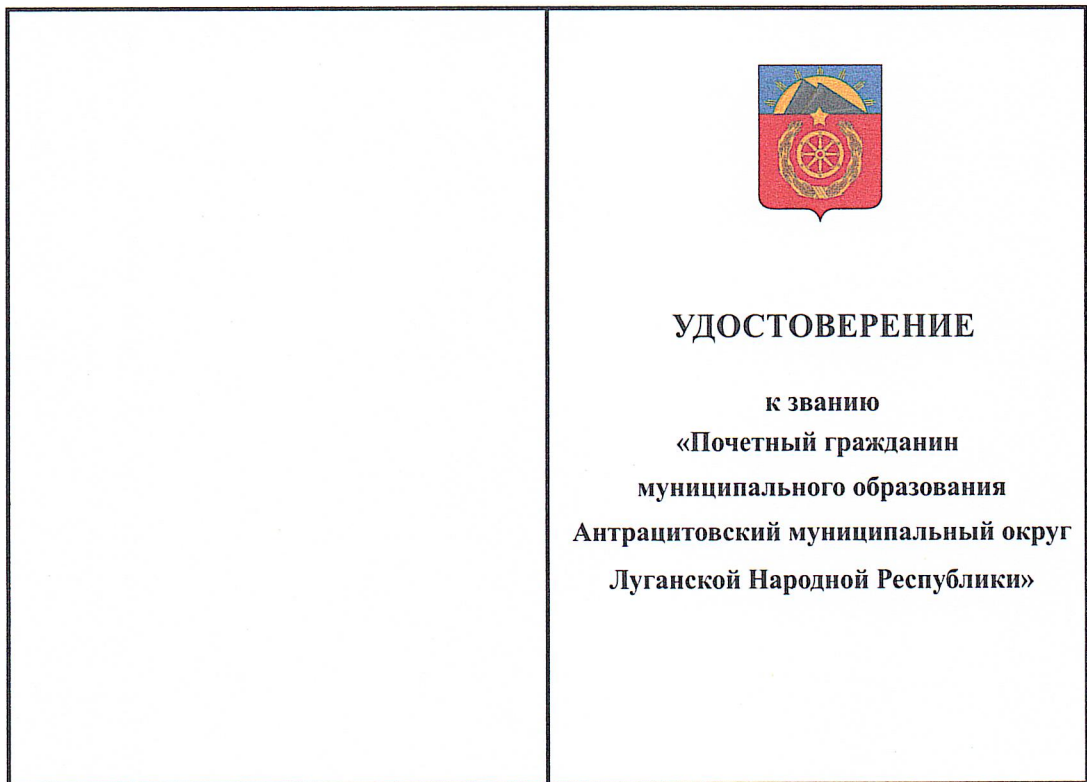 УДОСТОВЕРЕНИЕ
к званию
«Почетный гражданин
муниципального образования
Антрацитовский муниципальный округ
Луганской Народной Республики»